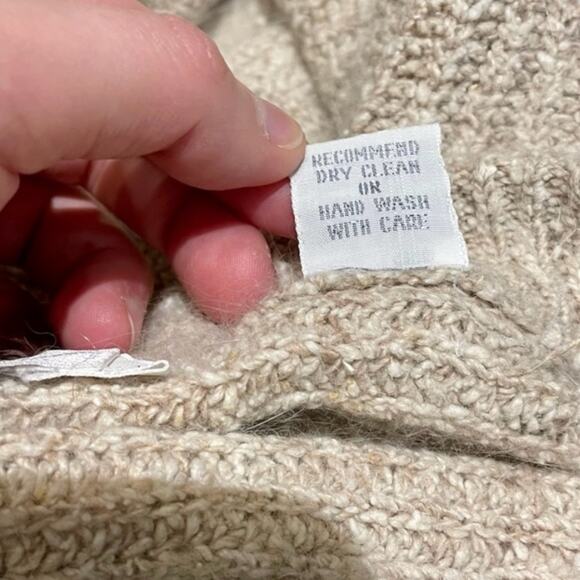 RECOMMEND
DRY CLEAN
OR
HAND WASH
WITH CARE